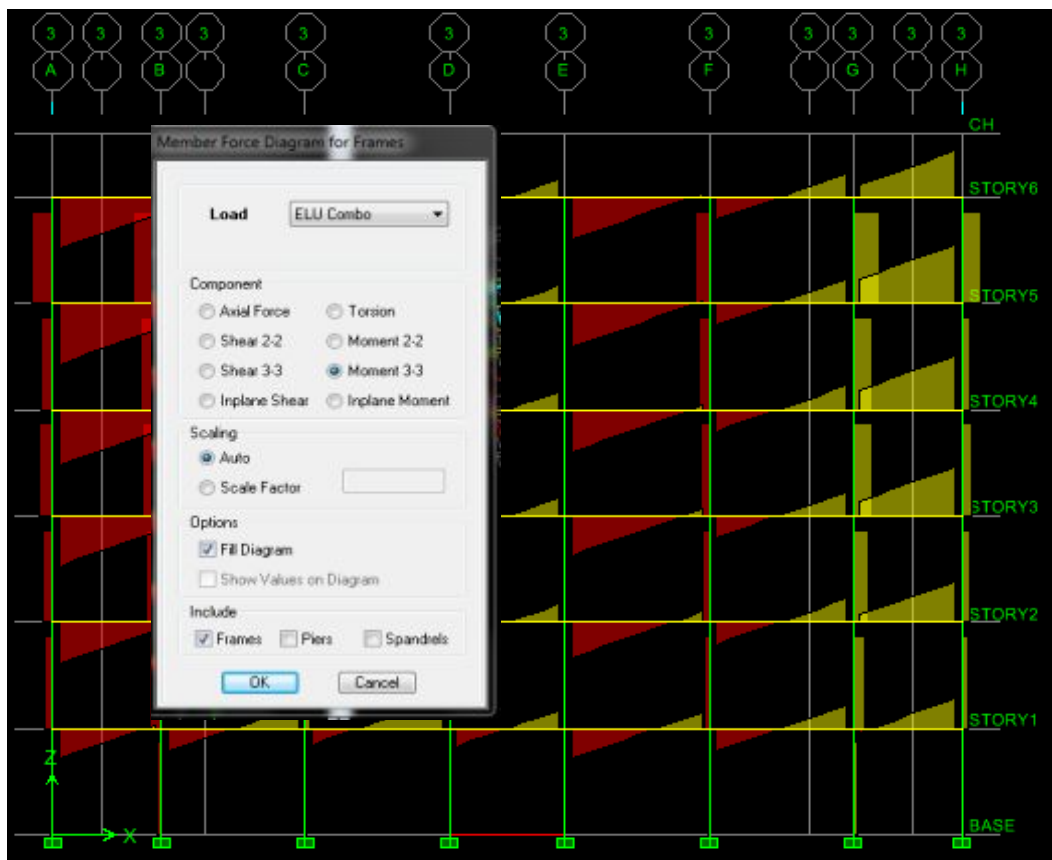 3 3 3 3 3 3 3 3 3 3 3 3
A B C D E F G H
CH
Member Force Diagram for Frames
STORY6
Load ELU Combo
Component
STORY5
Axial Force Torsion
Shear 2-2 Moment 2-2
Shear 3-3 Moment 3-3
Inplane Shear Inplane Moment
STORY4
Scaling
Auto
Scale Factor
STORY3
Options
Fill Diagram
Show Values on Diagram
Include
STORY2
Frames Piers Spandrels
OK Cancel
STORY1
Z
X
BASE